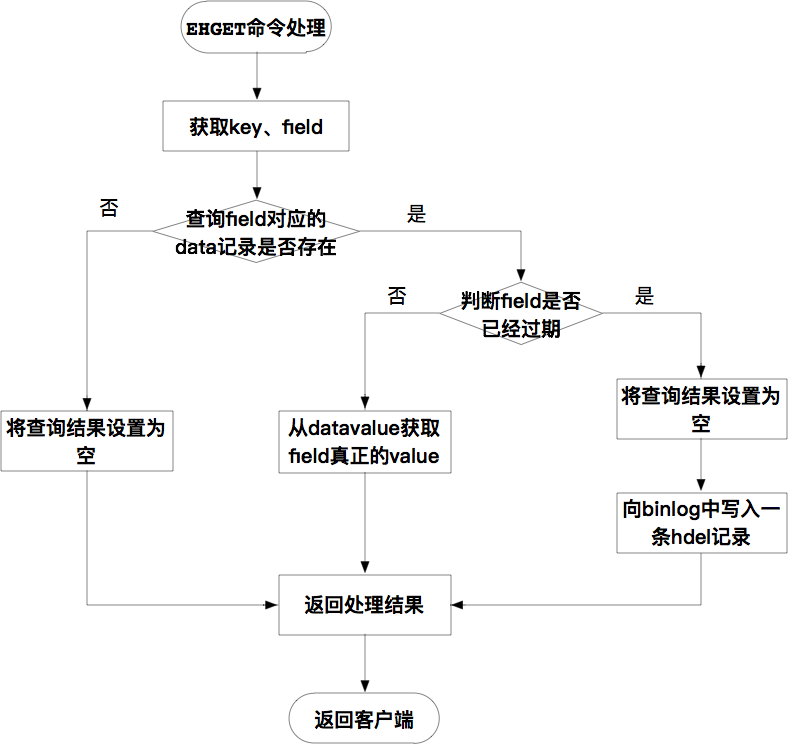 EHGET命令处理
获取key、field
否
查询field对应的
data记录是否存在
是
否
判断field是否
已经过期
是
将查询结果设置为
空
从datavalue获取
field真正的value
将查询结果设置为
空
向binlog中写入一
条hdel记录
返回处理结果
返回客户端